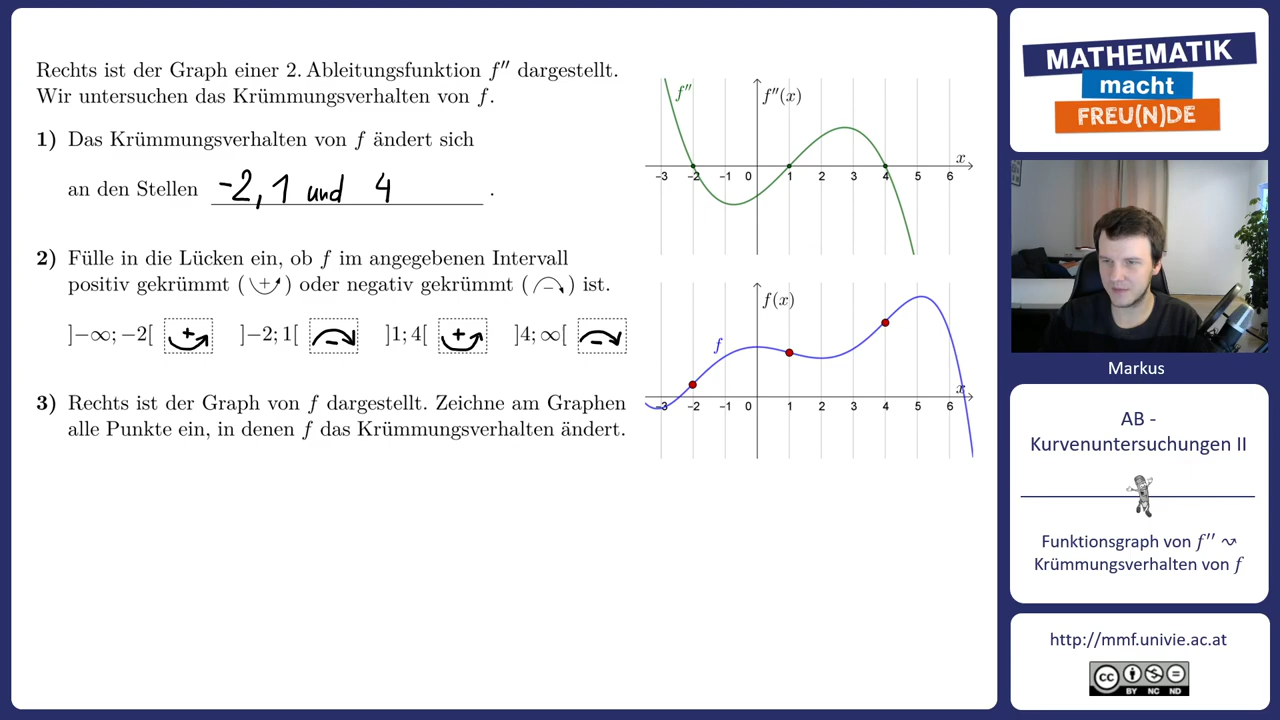 Rechts ist der Graph einer 2. Ableitungsfunktion f'' dargestellt.
Wir untersuchen das Krümmungsverhalten von f.
1) Das Krümmungsverhalten von f ändert sich
an den Stellen -2, 1 und 4 .
2) Fülle in die Lücken ein, ob f im angegebenen Intervall
positiv gekrümmt (+) oder negativ gekrümmt (−) ist.
]−∞; −2[ + ]−2; 1[ − ]1; 4[ + ]4; ∞[ −
3) Rechts ist der Graph von f dargestellt. Zeichne am Graphen
alle Punkte ein, in denen f das Krümmungsverhalten ändert.
f'' f''(x)
x
−3 −2 −1 0 1 2 3 4 5 6
f(x)
f
x
−3 −2 −1 0 1 2 3 4 5 6
MATHEMATIK
macht
FREU(N)DE
Markus
AB -
Kurvenuntersuchungen II
Funktionsgraph von f'' ⇝
Krümmungsverhalten von f
http://mmf.univie.ac.at
cc
BY NC ND